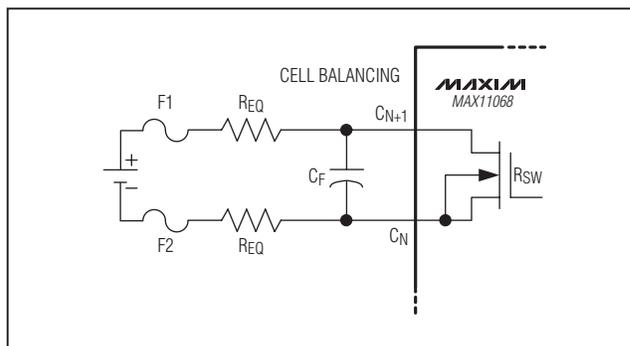 CELL BALANCING
MAXIM
MAX11068
F1
REQ
CN+1
+
CF
RSW
−
F2
REQ
CN